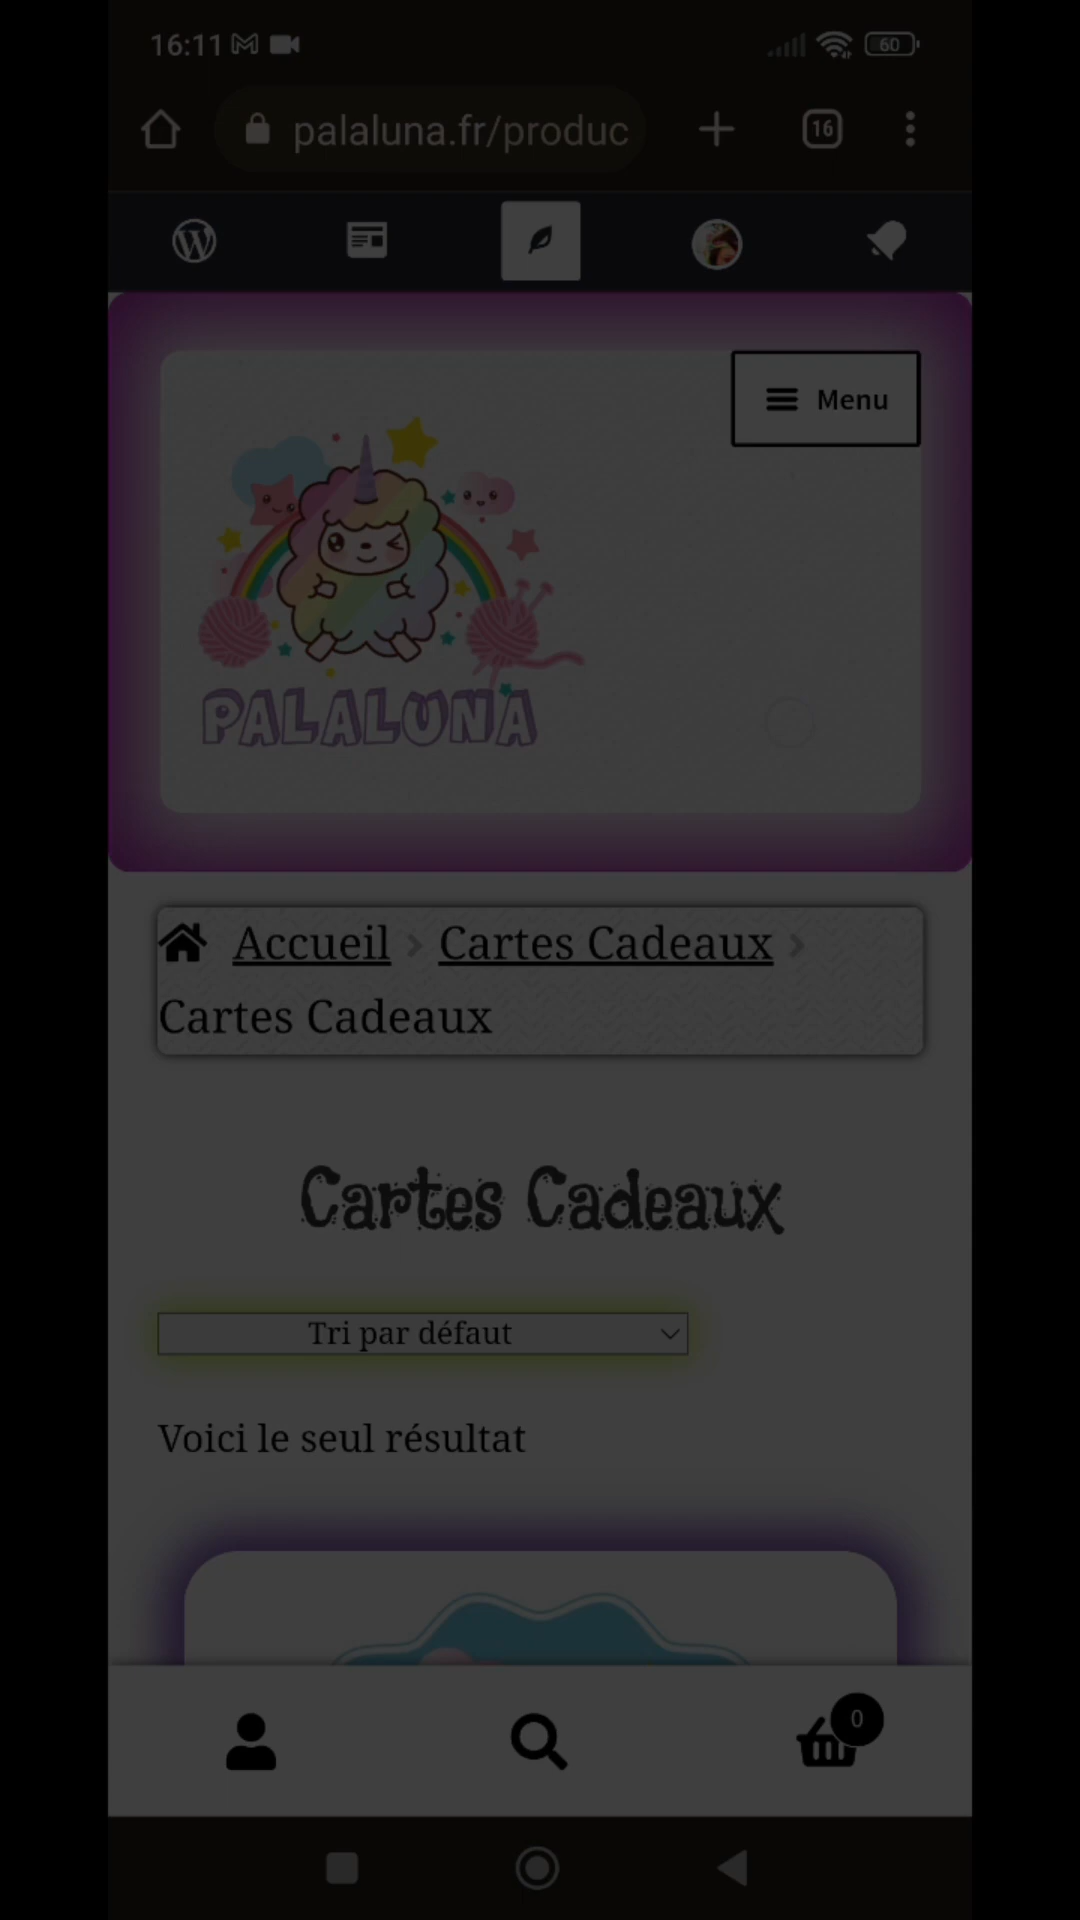 16:11
60
palaluna.fr/produc
16
Menu
PALALUNA
Accueil > Cartes Cadeaux >
Cartes Cadeaux
Cartes Cadeaux
Tri par défaut
Voici le seul résultat
0